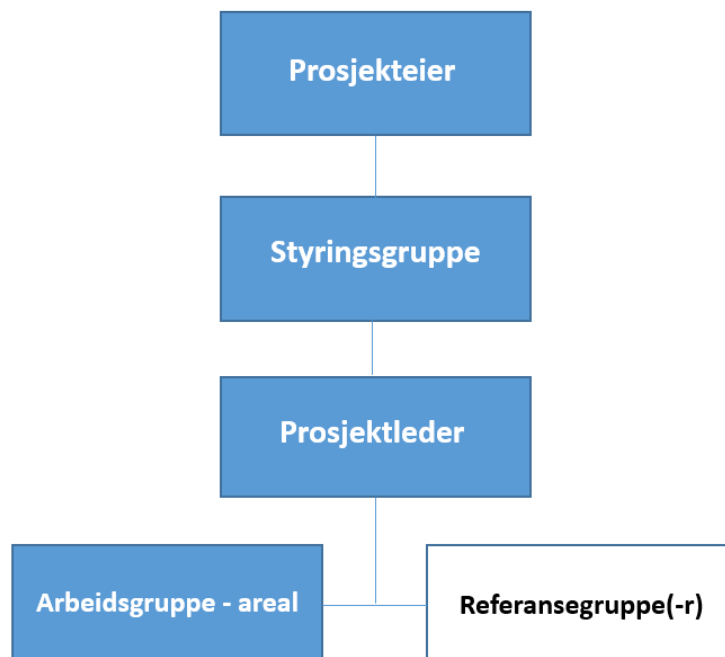 Prosjekteier
Styringsgruppe
Prosjektleder
Arbeidsgruppe - areal
Referansegruppe(-r)